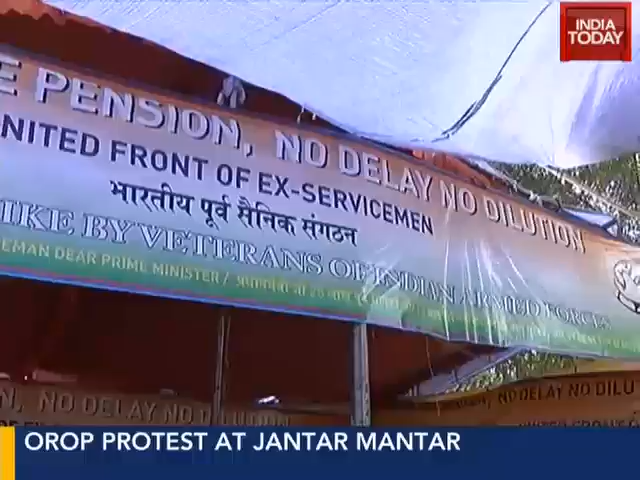 INDIA
TODAY
E PENSION, NO DELAY NO DILUTION
NITED FRONT OF EX-SERVICEMEN
भारतीय पूर्व सैनिक संगठन
IKE BY VETERANS OF INDIAN ARMED FORCES
EMAN DEAR PRIME MINISTER /
NO DELAY NO DILUTION
NO DELAY NO DILU
OROP PROTEST AT JANTAR MANTAR